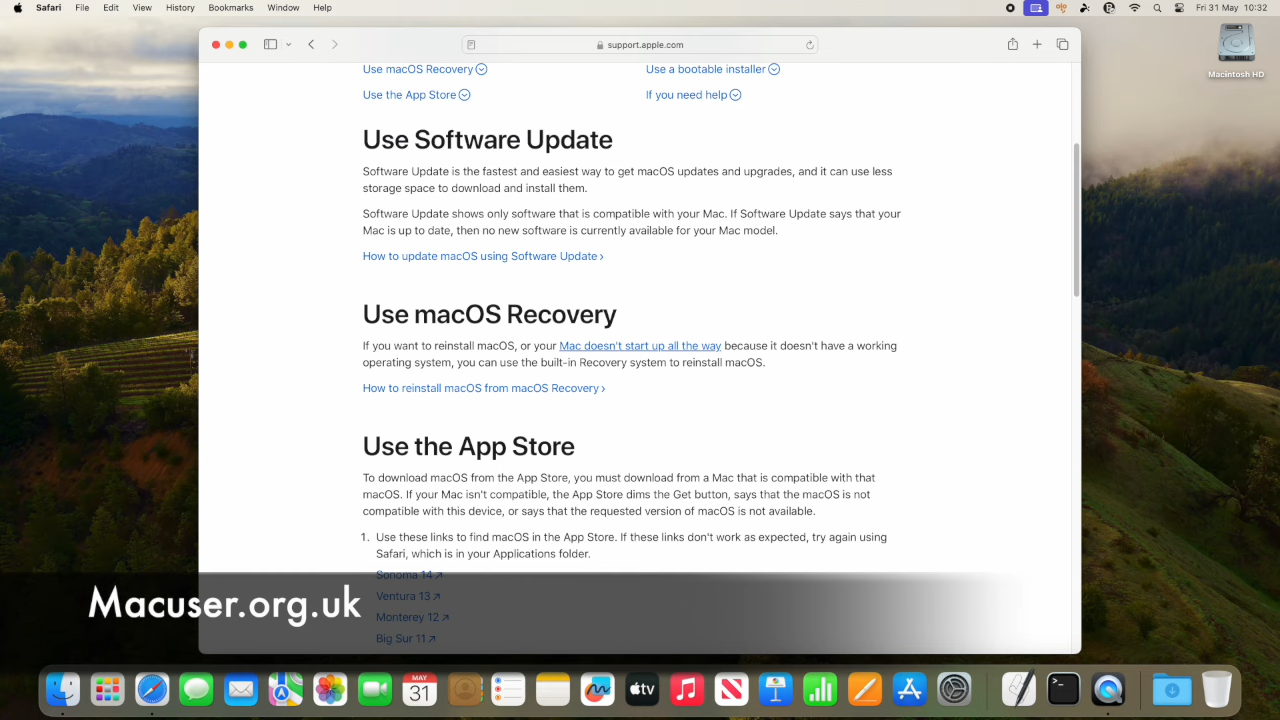 Safari File Edit View History Bookmarks Window Help Fri 31 May 10:32
support.apple.com
Macintosh HD
Use macOS Recovery Use a bootable installer
Use the App Store If you need help
Use Software Update
Software Update is the fastest and easiest way to get macOS updates and upgrades, and it can use less
storage space to download and install them.
Software Update shows only software that is compatible with your Mac. If Software Update says that your
Mac is up to date, then no new software is currently available for your Mac model.
How to update macOS using Software Update ›
Use macOS Recovery
If you want to reinstall macOS, or your Mac doesn't start up all the way because it doesn't have a working
operating system, you can use the built-in Recovery system to reinstall macOS.
How to reinstall macOS from macOS Recovery ›
Use the App Store
To download macOS from the App Store, you must download from a Mac that is compatible with that
macOS. If your Mac isn't compatible, the App Store dims the Get button, says that the macOS is not
compatible with this device, or says that the requested version of macOS is not available.
1. Use these links to find macOS in the App Store. If these links don't work as expected, try again using
Safari, which is in your Applications folder.
Sonoma 14 ↗
Ventura 13 ↗
Monterey 12 ↗
Big Sur 11 ↗
Macuser.org.uk
MAY
31
tv